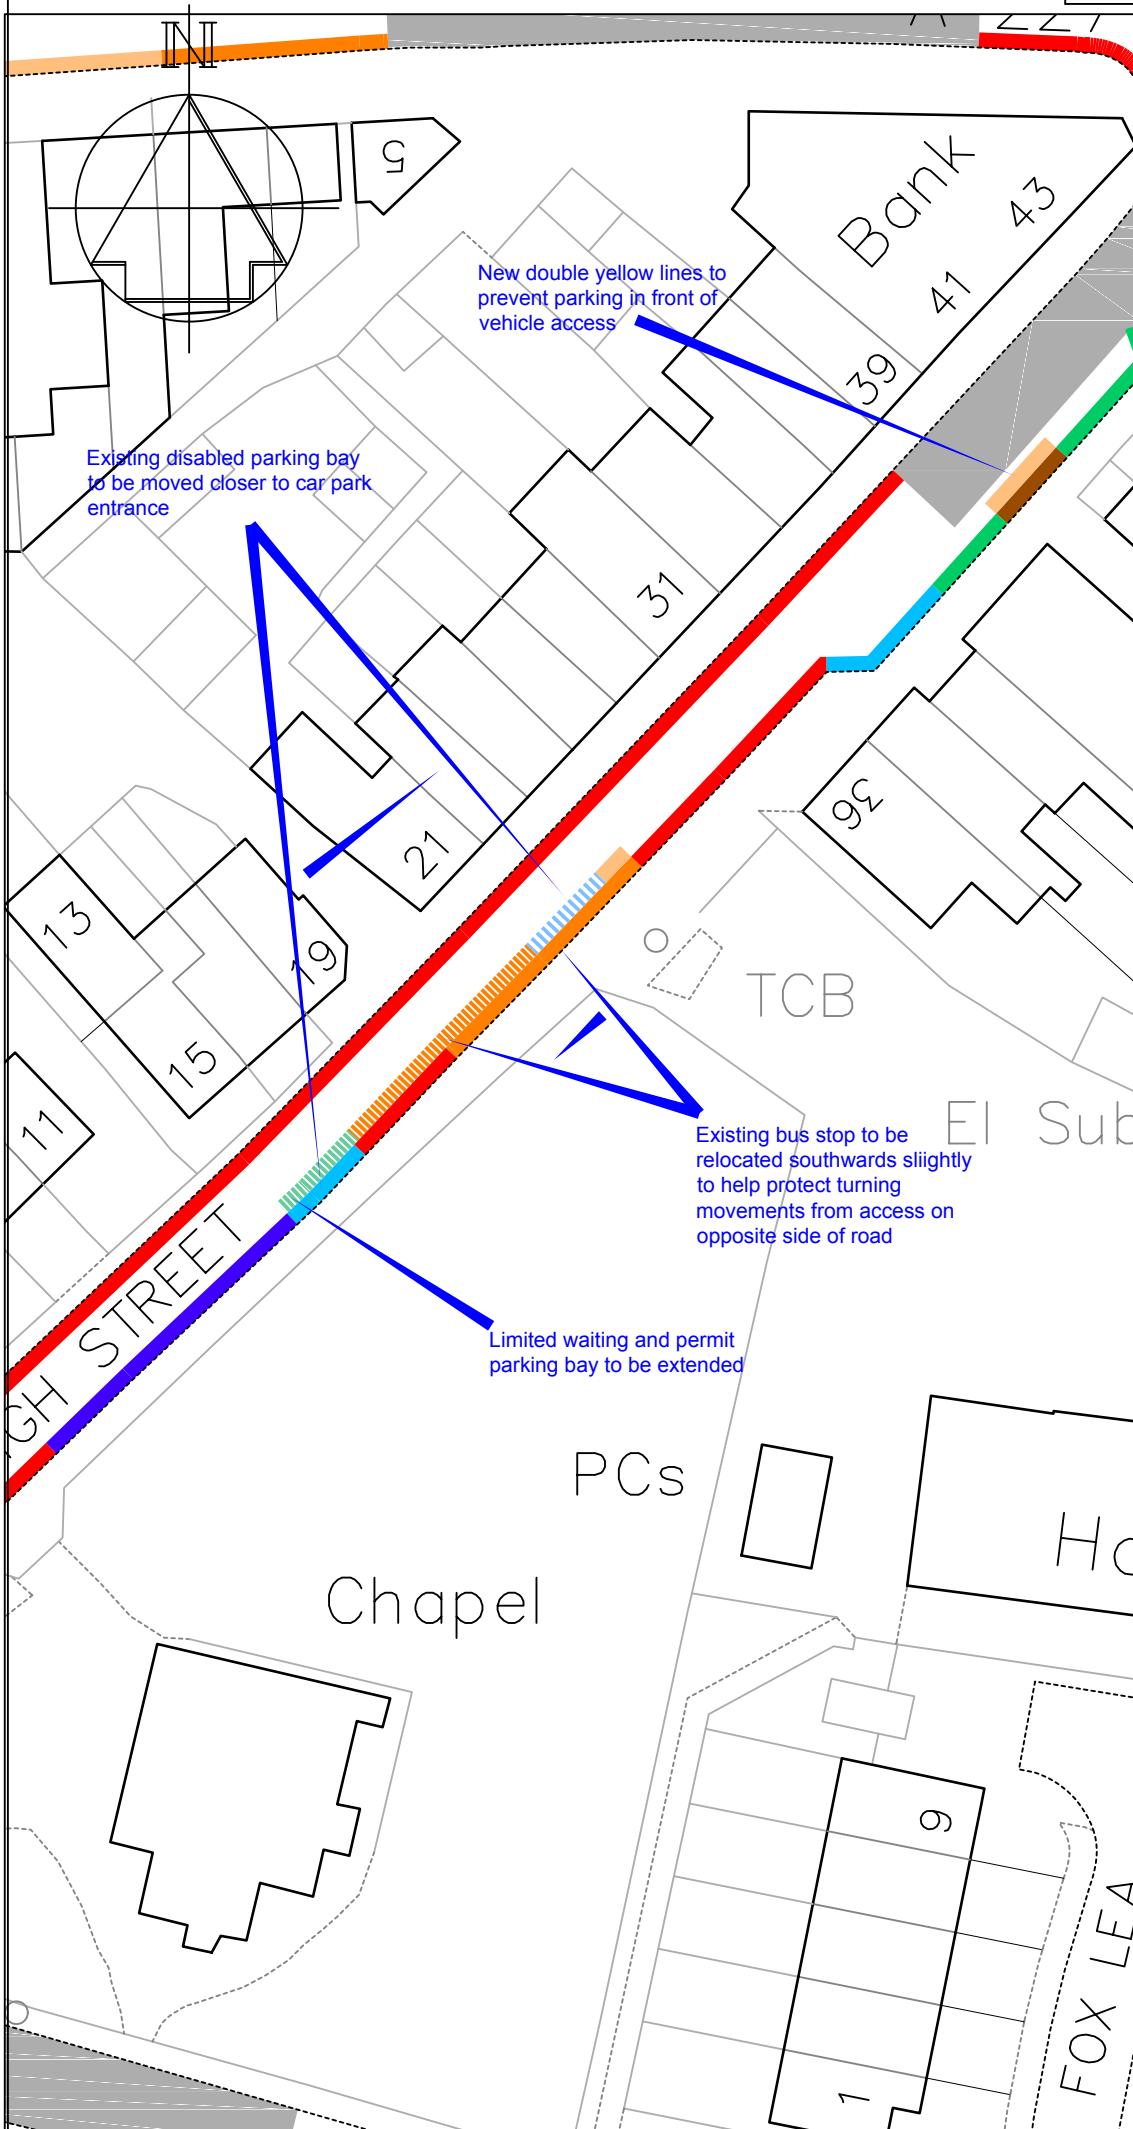 N
5
Bank
43
41
39
New double yellow lines to
prevent parking in front of
vehicle access
Existing disabled parking bay
to be moved closer to car park
entrance
31
36
21
13
19
15
11
TCB
El Sub
Existing bus stop to be
relocated southwards sliightly
to help protect turning
movements from access on
opposite side of road
STREET
Limited waiting and permit
parking bay to be extended
PCs
Chapel
9
1
FOX LEA